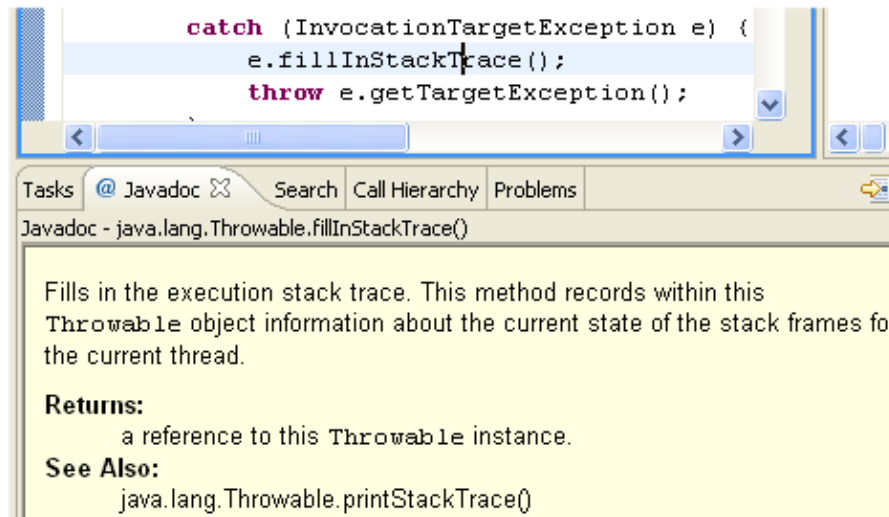 catch (InvocationTargetException e) {
e.fillInStackTrace();
throw e.getTargetException();
Tasks @ Javadoc Search Call Hierarchy Problems
Javadoc - java.lang.Throwable.fillInStackTrace()
Fills in the execution stack trace. This method records within this
Throwable object information about the current state of the stack frames fo
the current thread.
Returns:
a reference to this Throwable instance.
See Also:
java.lang.Throwable.printStackTrace()